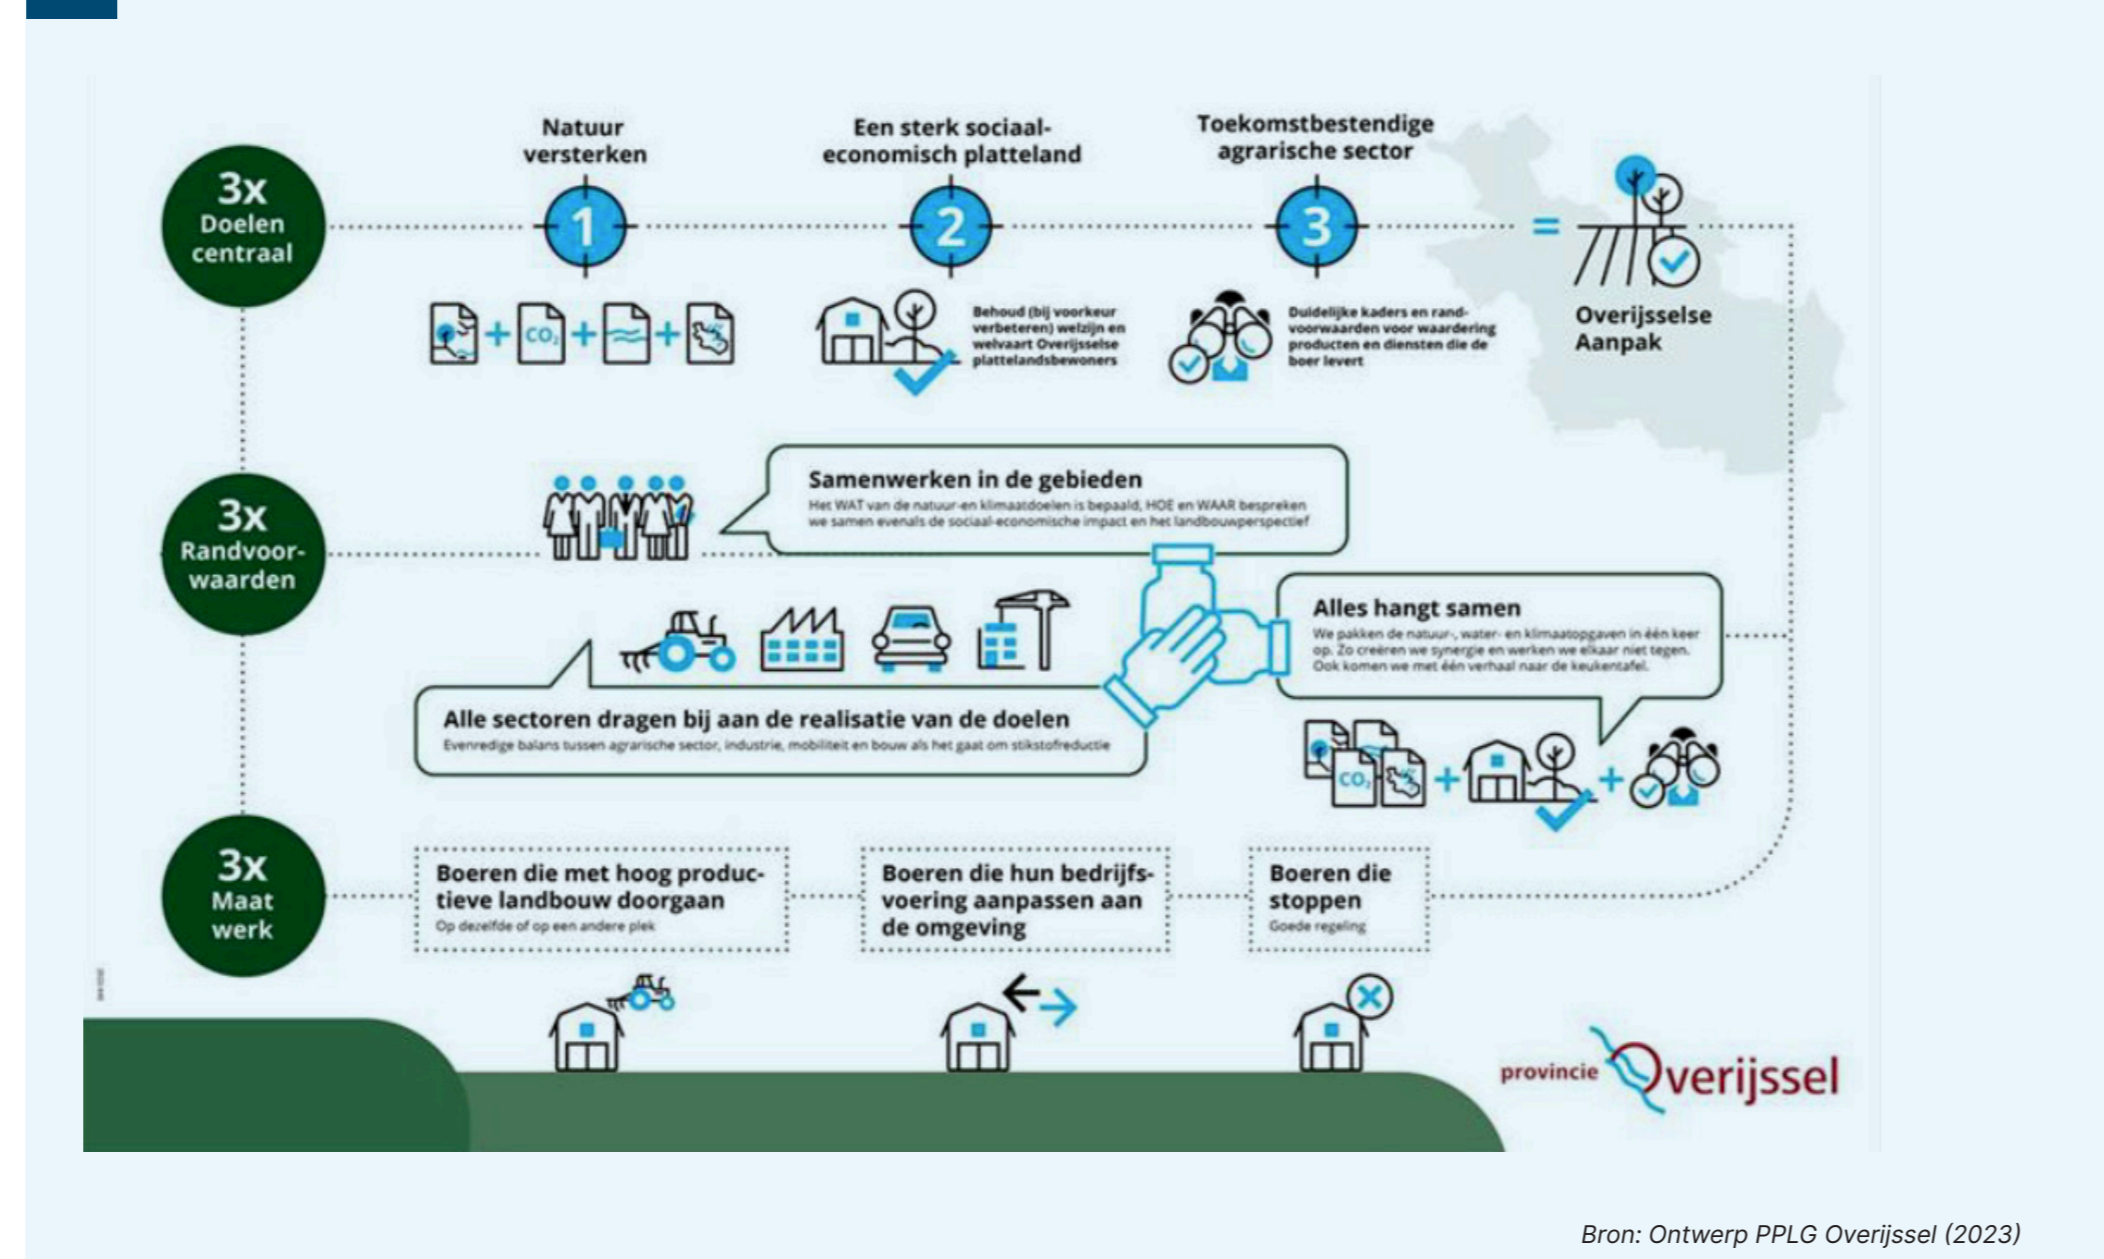 3x
Doelen
centraal
Natuur
versterken
1
Een sterk sociaal-
economisch platteland
2
Toekomstbestendige
agrarische sector
3
=
Overijsselse
Aanpak
+
CO₂
+
+
Behoud (bij voorkeur
verbeteren) welzijn en
welvaart Overijsselse
plattelandsbewoners
Duidelijke kaders en rand-
voorwaarden voor waardering
producten en diensten die de
boer levert
3x
Randvoor-
waarden
Samenwerken in de gebieden
Het WAT van de natuur-en klimaatdoelen is bepaald, HOE en WAAR bespreken
we samen evenals de sociaal-economische impact en het landbouwperspectief
Alles hangt samen
We pakken de natuur-, water- en klimaatopgaven in één keer
op. Zo creëren we synergie en werken we elkaar niet tegen.
Ook komen we met één verhaal naar de keukentafel.
Alle sectoren dragen bij aan de realisatie van de doelen
Evenredige balans tussen agrarische sector, industrie, mobiliteit en bouw als het gaat om stikstofreductie
CO₂
+
+
3x
Maat
werk
Boeren die met hoog produc-
tieve landbouw doorgaan
Op dezelfde of op een andere plek
Boeren die hun bedrijfs-
voering aanpassen aan
de omgeving
Boeren die
stoppen
Goede regeling
provincie Overijssel
Bron: Ontwerp PPLG Overijssel (2023)